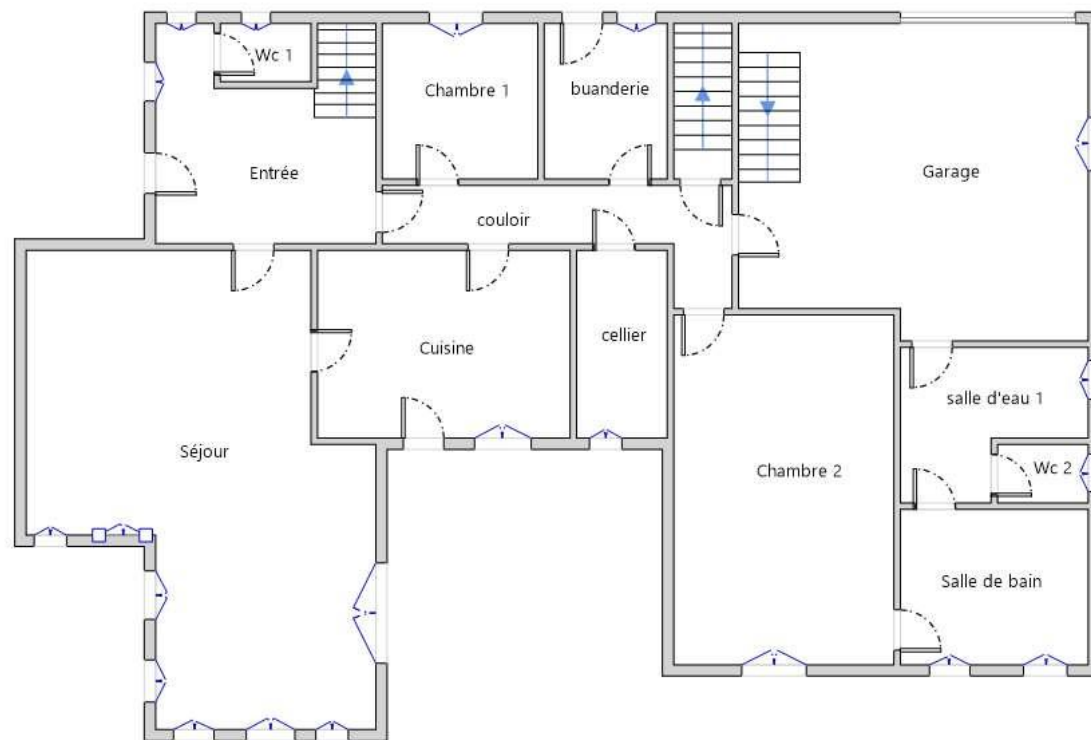 Wc 1
Chambre 1
buanderie
Entrée
Garage
couloir
Cuisine
cellier
salle d'eau 1
Séjour
Chambre 2
Wc 2
Salle de bain